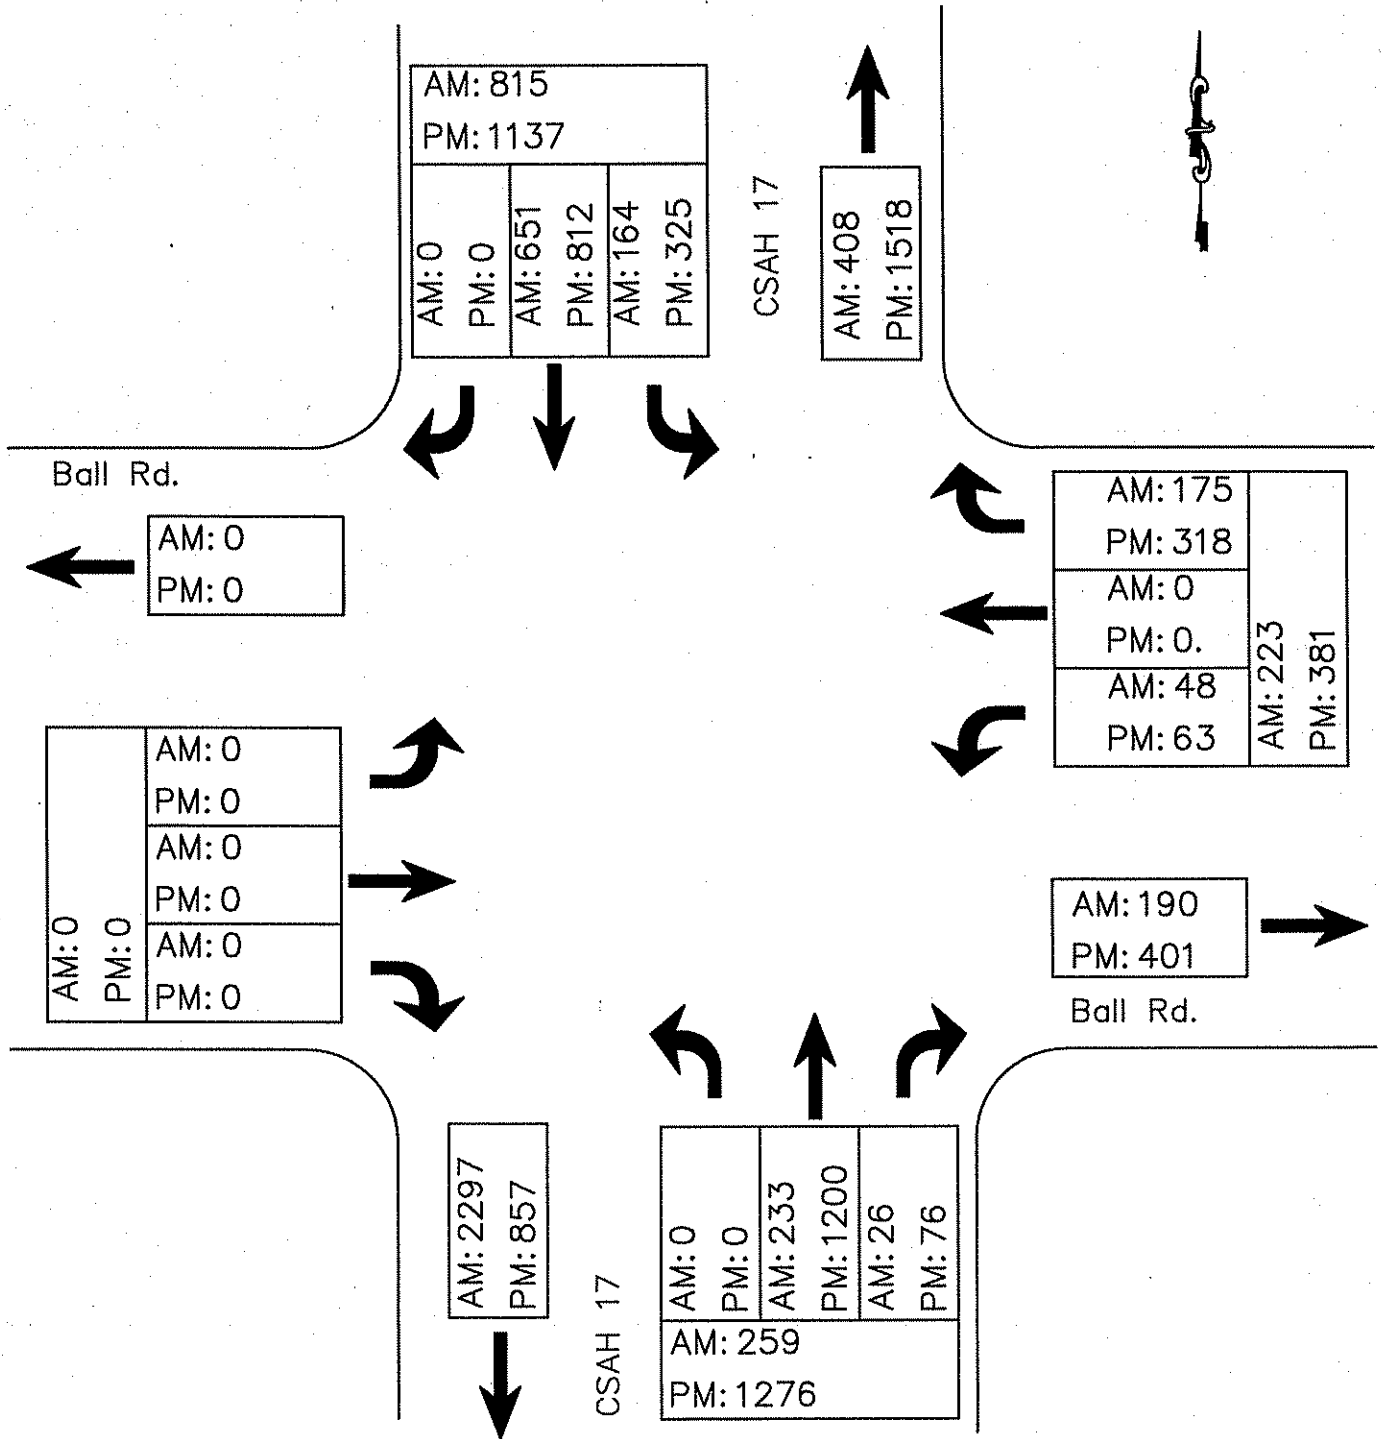 AM: 815
PM: 1137
AM: 0
PM: 0
AM: 651
PM: 812
AM: 164
PM: 325
CSAH 17
AM: 408
PM: 1518
Ball Rd.
AM: 0
PM: 0
AM: 175
PM: 318
AM: 0
PM: 0.
AM: 48
PM: 63
AM: 223
PM: 381
AM: 0
PM: 0
AM: 0
PM: 0
AM: 0
PM: 0
AM: 0
PM: 0
AM: 190
PM: 401
Ball Rd.
AM: 2297
PM: 857
CSAH 17
AM: 0
PM: 0
AM: 233
PM: 1200
AM: 26
PM: 76
AM: 259
PM: 1276